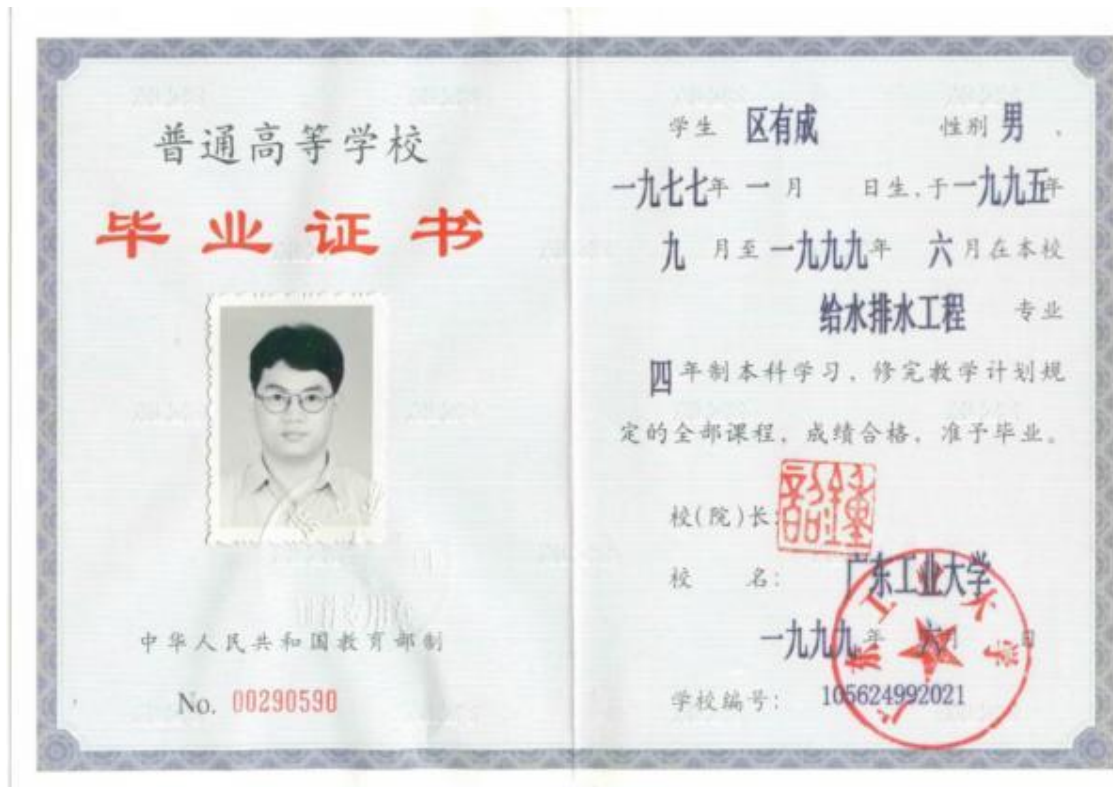 普通高等学校
毕业证书
中华人民共和国教育部制
No. 00290590
学生 区有成 性别 男 、
一九七七年 一 月 日生,于一九九五年
九 月至 一九九九年 六 月在本校
给水排水工程 专业
四 年制本科学习、修完教学计划规
定的全部课程、成绩合格、准予毕业。
校(院)长:
校 名: 广东工业大学
一九九九年 六月 日
学校编号: 105624992021
广东工业大学